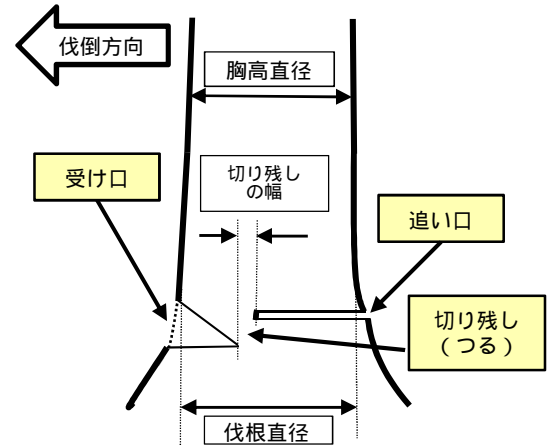 伐倒方向
胸高直径
受け口
切り残し
の幅
追い口
切り残し
（つる）
伐根直径